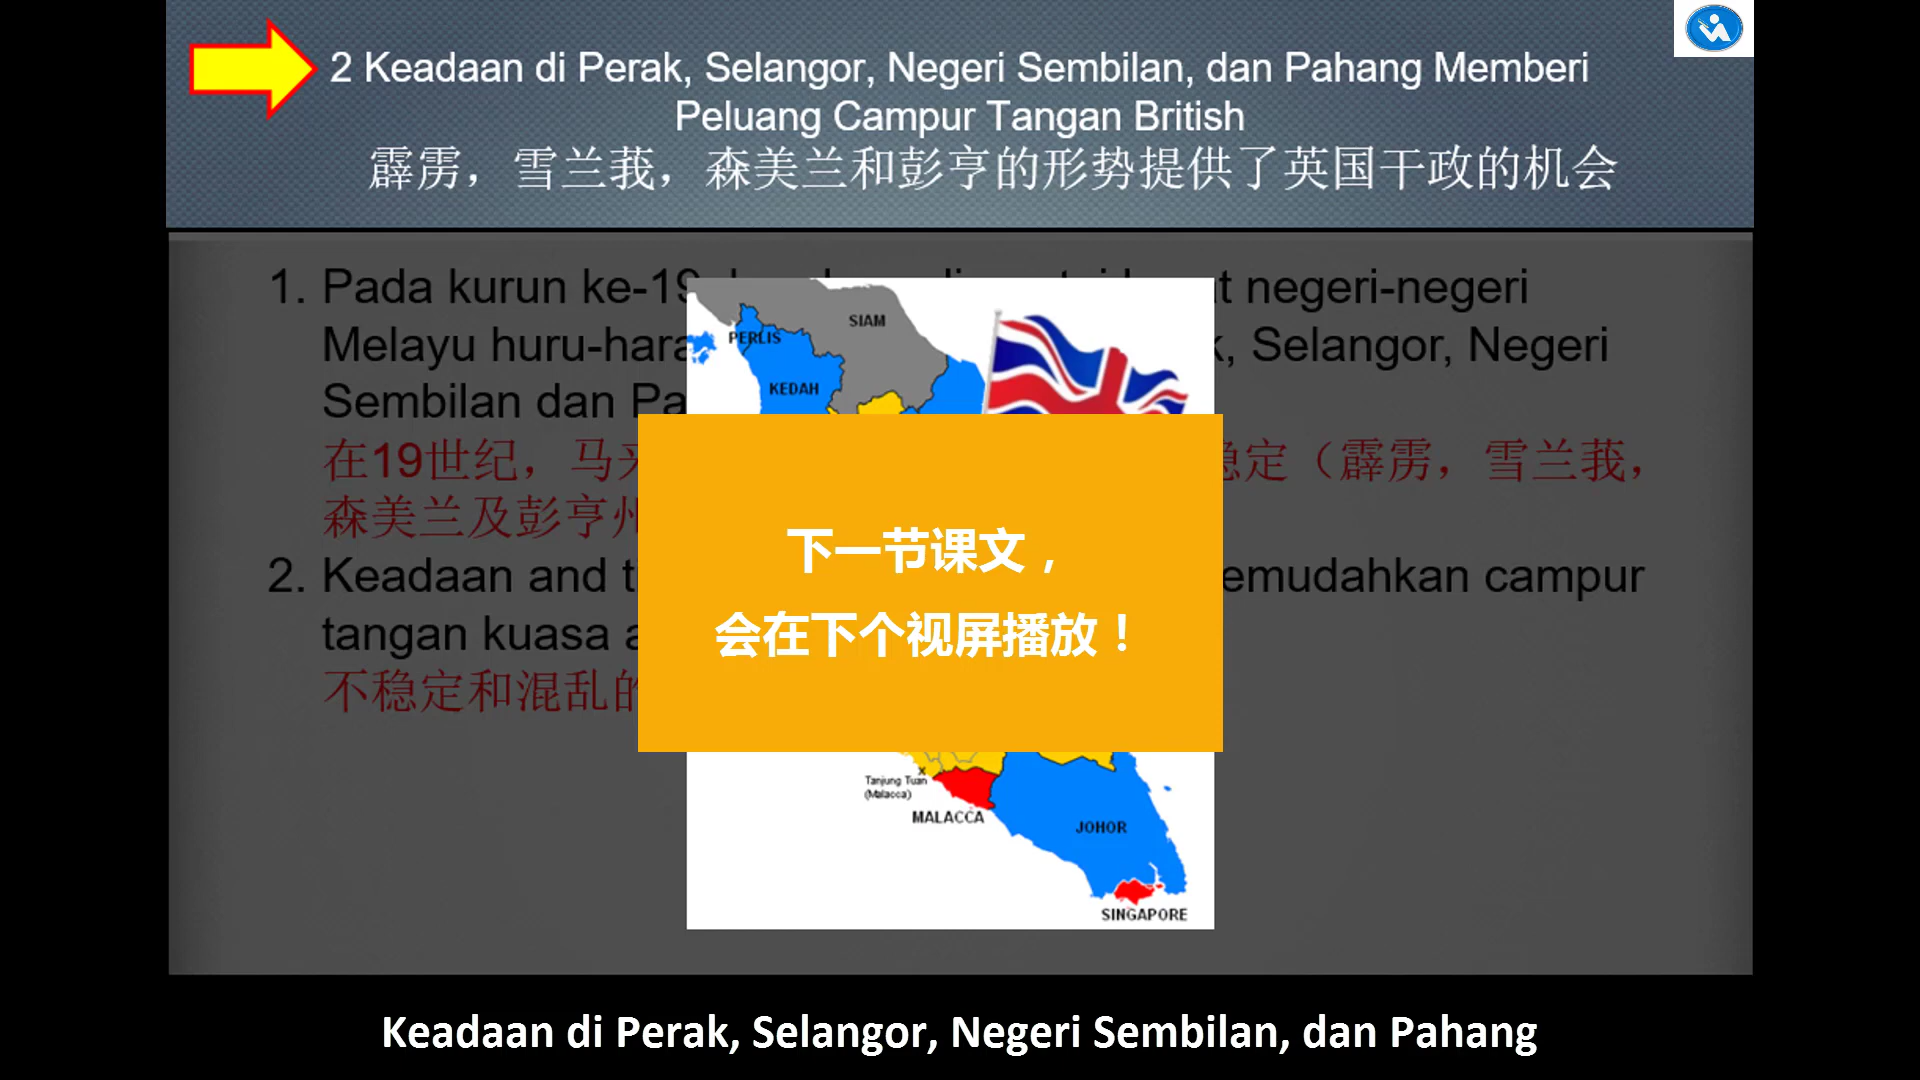 2 Keadaan di Perak, Selangor, Negeri Sembilan, dan Pahang Memberi
Peluang Campur Tangan British
霹雳，雪兰莪，森美兰和彭亨的形势提供了英国干政的机会
1. Pada kurun ke-19 negeri-negeri
Melayu huru-hara Selangor, Negeri
Sembilan dan
在19世纪，马 定（霹雳，雪兰莪，
森美兰及彭亨
2. Keadaan and campur
tangan kuasa
不稳定和混乱
SIAM
PERLIS
KEDAH
下一节课文，
会在下个视屏播放！
Tanjung Tuan
(Malacca)
MALACCA
JOHOR
SINGAPORE
Keadaan di Perak, Selangor, Negeri Sembilan, dan Pahang